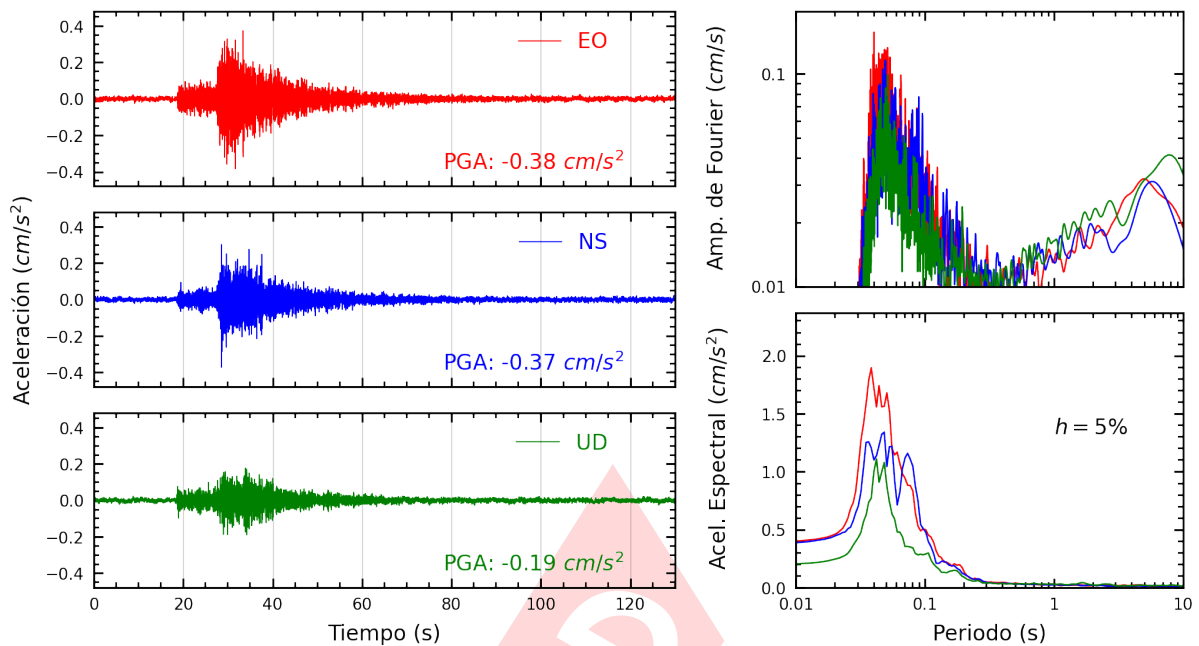 Aceleración (cm/s²)
0.4
0.2
0.0
−0.2
−0.4
EO
PGA: -0.38 cm/s²
0.4
0.2
0.0
−0.2
−0.4
NS
PGA: -0.37 cm/s²
0.4
0.2
0.0
−0.2
−0.4
UD
PGA: -0.19 cm/s²
0 20 40 60 80 100 120
Tiempo (s)
Amp. de Fourier (cm/s)
0.1
0.01
Acel. Espectral (cm/s²)
2.0
1.5
1.0
0.5
0.0
h = 5%
0.01 0.1 1 10
Periodo (s)